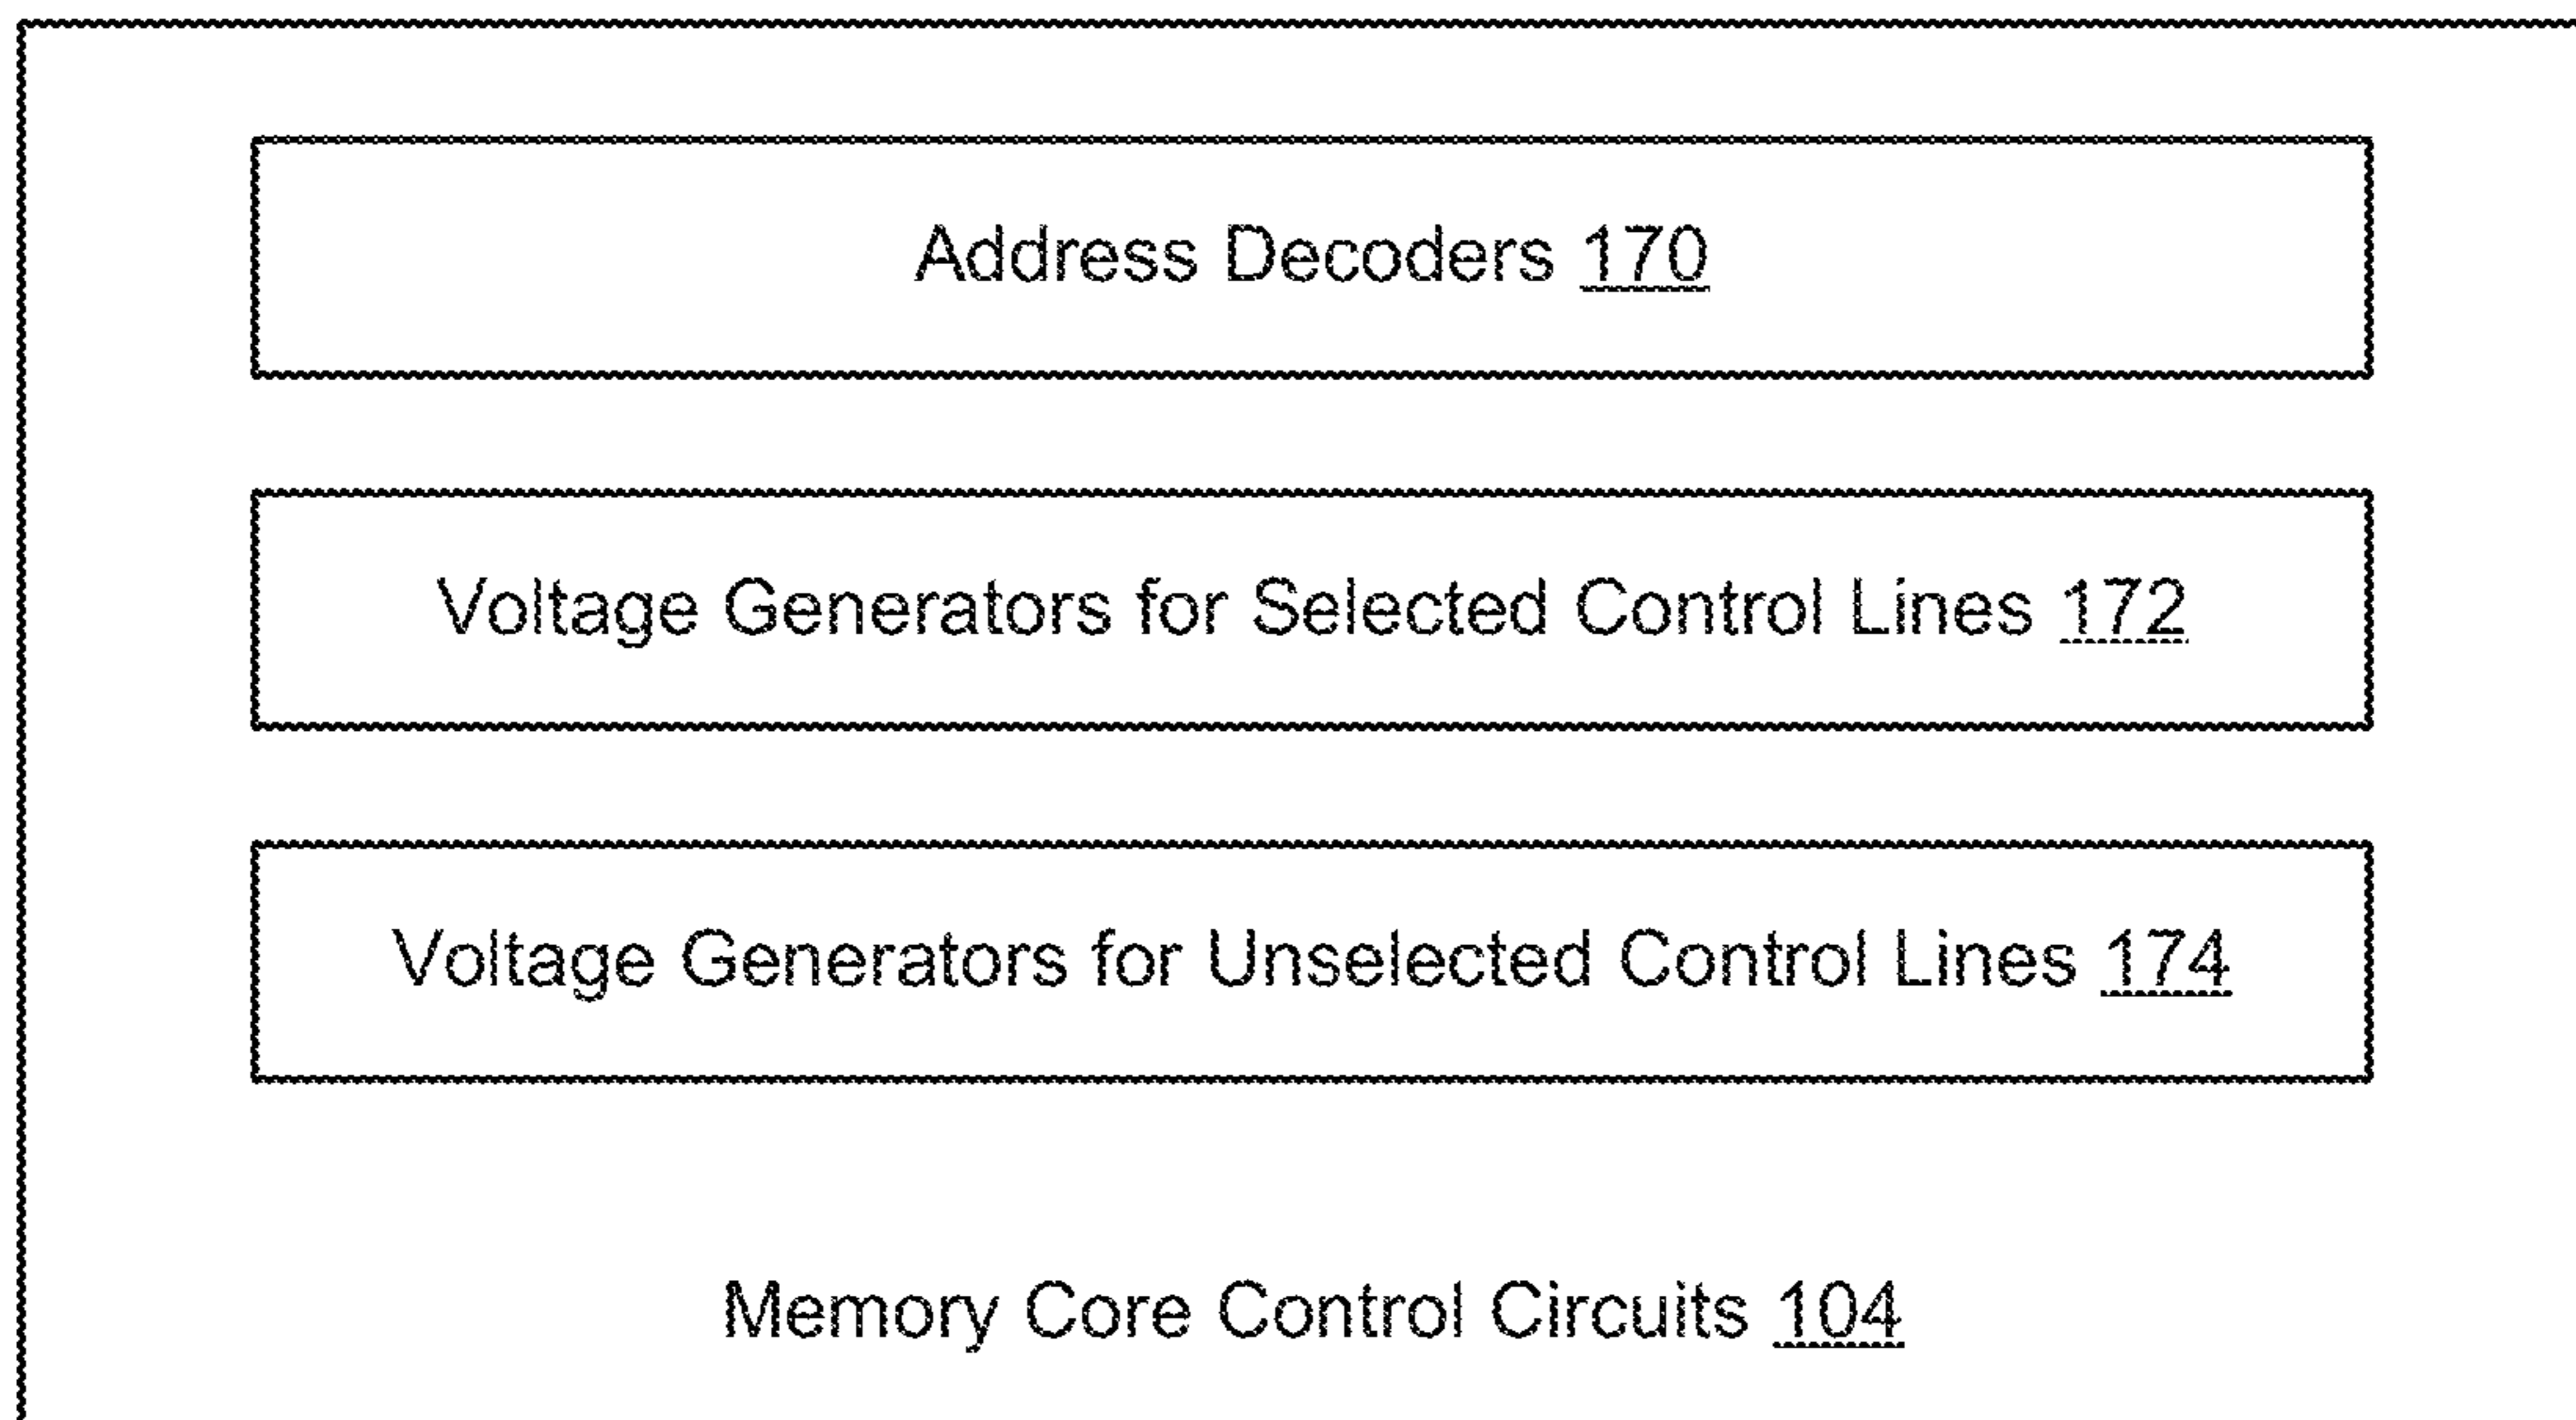 Address Decoders 170
Voltage Generators for Selected Control Lines 172
Voltage Generators for Unselected Control Lines 174
Memory Core Control Circuits 104